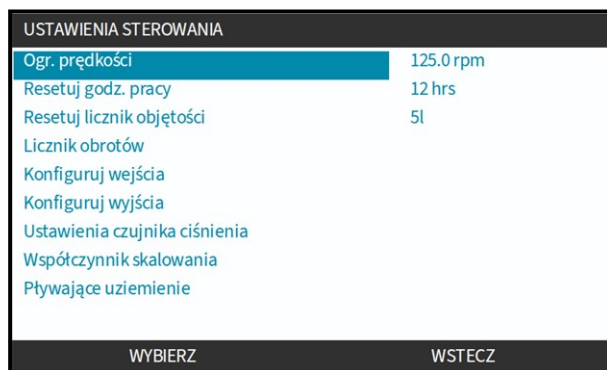 USTAWIENIA STEROWANIA
Ogr. prędkości 125.0 rpm
Resetuj godz. pracy 12 hrs
Resetuj licznik objętości 5l
Licznik obrotów
Konfiguruj wejścia
Konfiguruj wyjścia
Ustawienia czujnika ciśnienia
Współczynnik skalowania
Pływające uziemienie
WYBIERZ WSTECZ